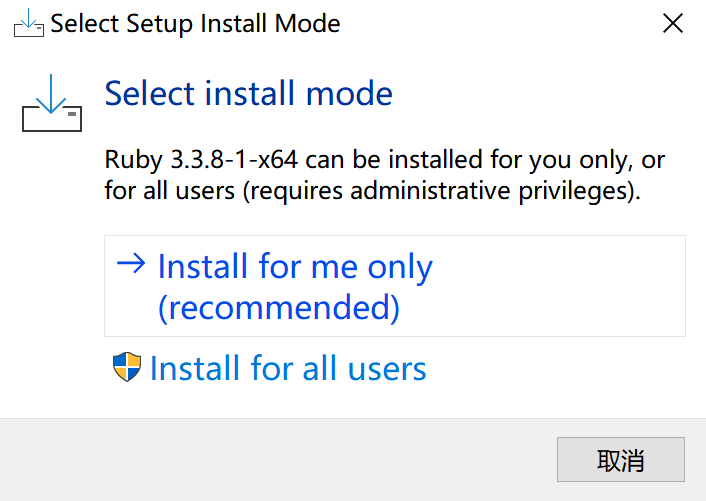 Select Setup Install Mode
Select install mode
Ruby 3.3.8-1-x64 can be installed for you only, or
for all users (requires administrative privileges).
Install for me only
(recommended)
Install for all users
取消